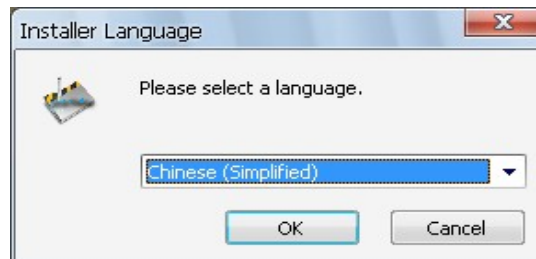 Installer Language
Please select a language.
Chinese (Simplified)
OK
Cancel